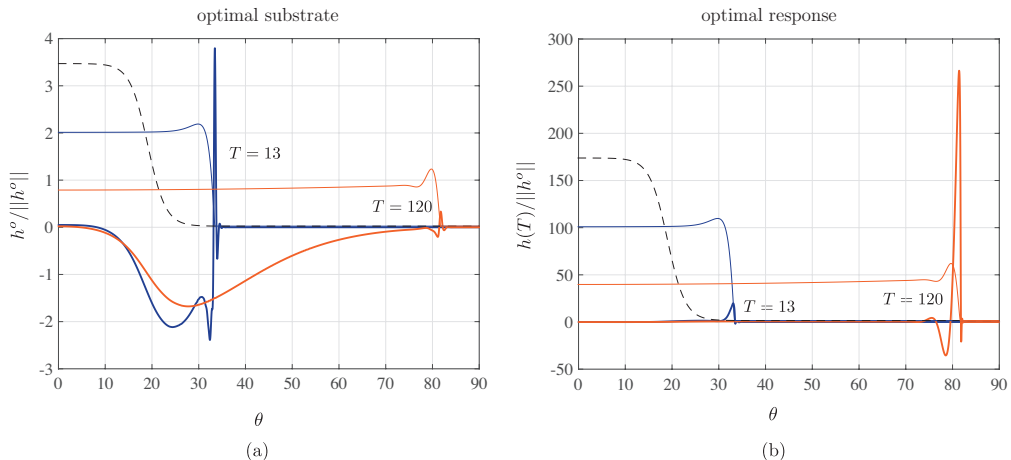 optimal substrate
4
3
2
1
0
-1
-2
-3
h^o/||h^o||
T = 13
T = 120
0 10 20 30 40 50 60 70 80 90
θ
(a)
optimal response
300
250
200
150
100
50
0
-50
h(T)/||h^o||
T = 13
T = 120
0 10 20 30 40 50 60 70 80 90
θ
(b)